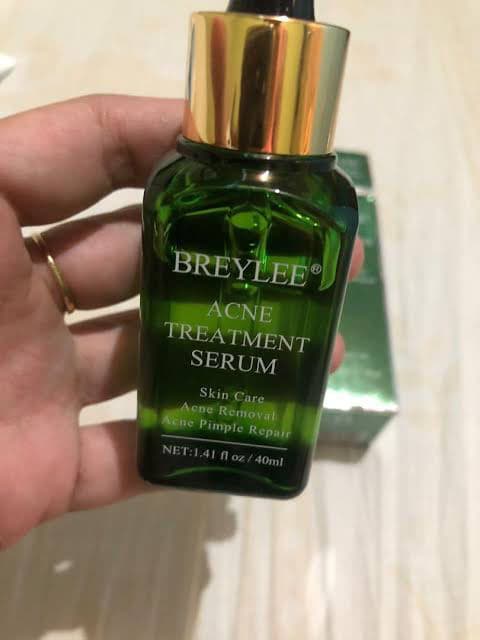 BREYLEE®
ACNE
TREATMENT
SERUM
Skin Care
Acne Removal
Acne Pimple Repair
NET:1.41 fl oz / 40ml